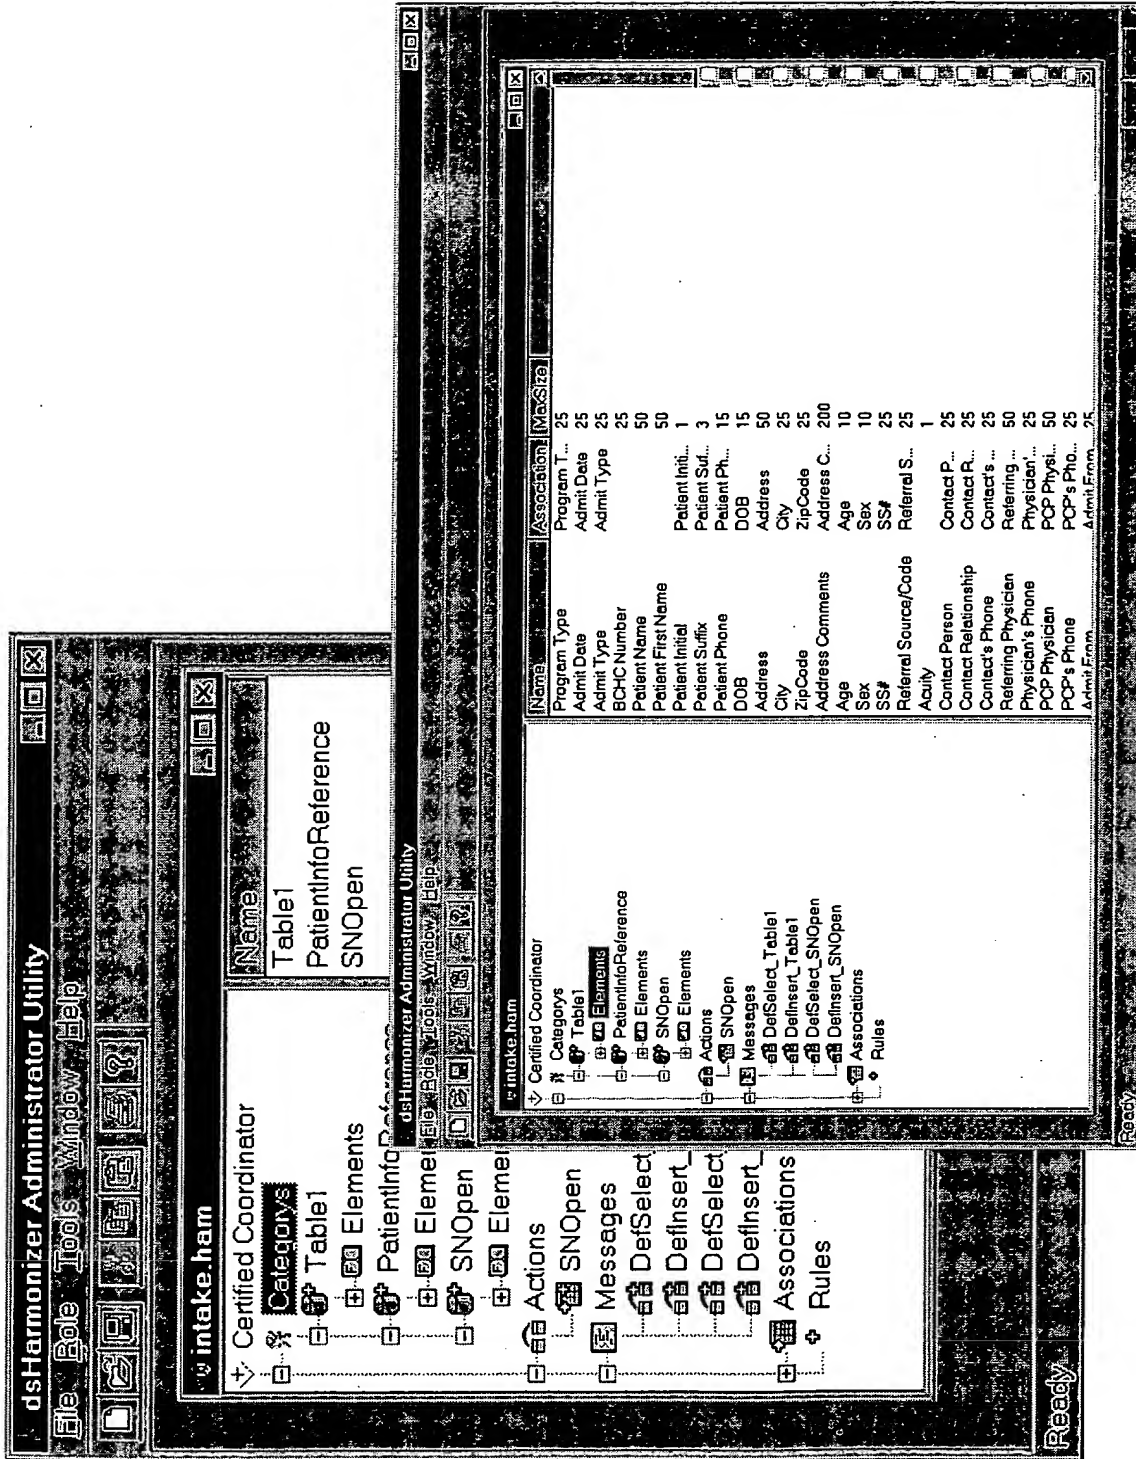 dsHarmonizer Administrator Utility
File Role Tools Window Help
intake.ham
Certified Coordinator
Categorys
Table1
Elements
PatientInfoReference
Elemen
SNOpen
Elemen
Actions
SNOpen
Messages
DefSelect_
DefInsert_
DefSelect_
DefInsert_
Associations
Rules
Name
Table1
PatientInfoReference
SNOpen
Ready
dsHarmonizer Administrator Utility
File Role Tools Window Help
intake.ham
Certified Coordinator
Categorys
Table1
Elements
PatientInfoReference
Elements
SNOpen
Elements
Actions
SNOpen
Messages
DefSelect_Table1
DefInsert_Table1
DefSelect_SNOpen
DefInsert_SNOpen
Associations
Rules
Name Association MaxSize
Program Type Program T... 25
Admit Date Admit Date 25
Admit Type Admit Type 25
BCHC Number 25
Patient Name 50
Patient First Name 50
Patient Initial Patient Initi... 1
Patient Suffix Patient Suf... 3
Patient Phone Patient Ph... 15
DOB DOB 15
Address Address 50
City City 25
ZipCode ZipCode 25
Address Comments Address C... 200
Age Age 10
Sex Sex 10
SS# SS# 25
Referral Source/Code Referral S... 25
Acuity 1
Contact Person Contact P... 25
Contact Relationship Contact R... 25
Contact's Phone Contact's ... 25
Referring Physician Referring ... 50
Physician's Phone Physician'... 25
PCP Physician PCP Physi... 50
PCP's Phone PCP's Pho... 25
Admit From Admit From 25
Ready